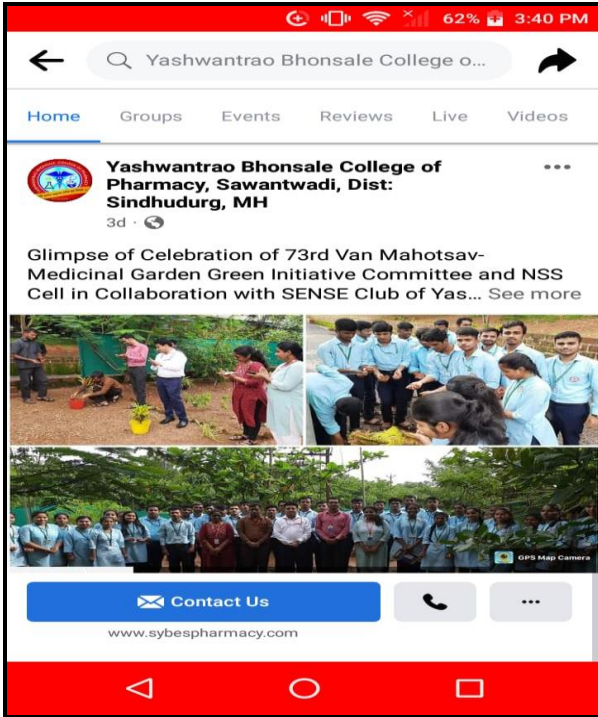 62% 3:40 PM
Yashwantrao Bhonsale College o...
Home Groups Events Reviews Live Videos
Yashwantrao Bhonsale College of
Pharmacy, Sawantwadi, Dist:
Sindhudurg, MH
3d ·
Glimpse of Celebration of 73rd Van Mahotsav-
Medicinal Garden Green Initiative Committee and NSS
Cell in Collaboration with SENSE Club of Yas... See more
GPS Map Camera
Contact Us
www.sybespharmacy.com